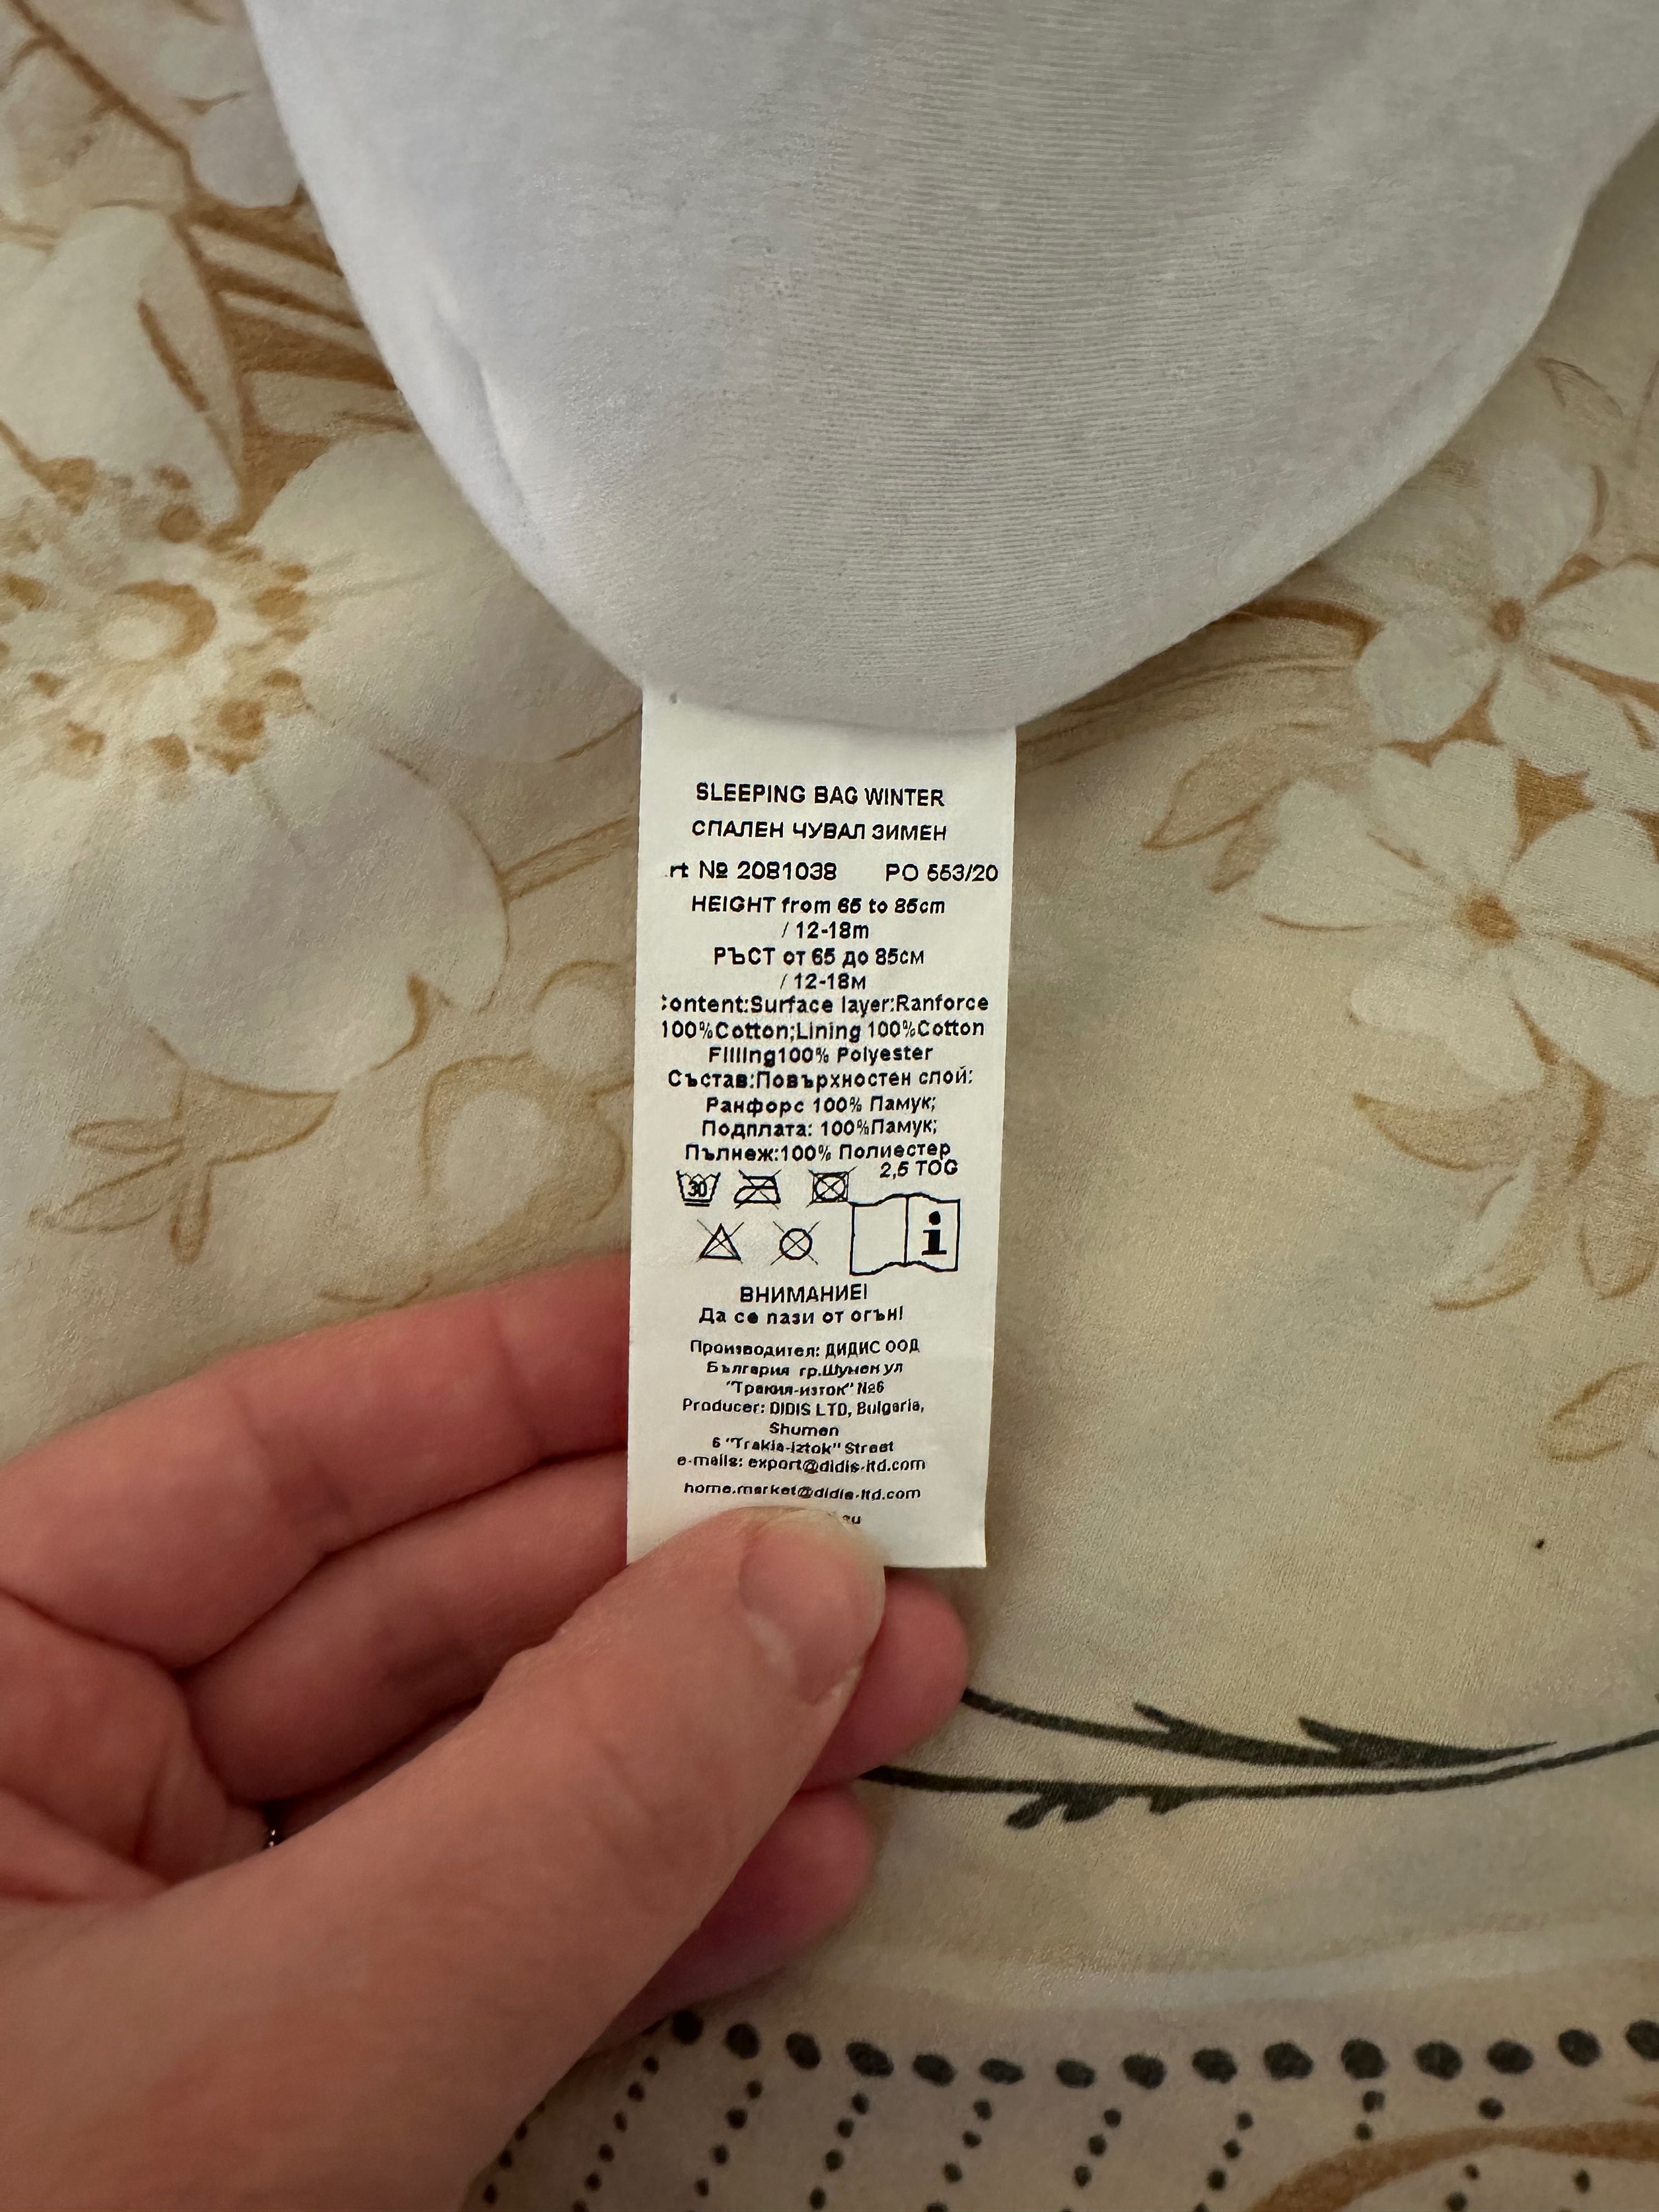 SLEEPING BAG WINTER
СПАЛЕН ЧУВАЛ ЗИМЕН
rt № 2081038 PO 553/20
HEIGHT from 65 to 85cm
/ 12-18m
РЪСТ от 65 до 85см
/ 12-18м
ontent:Surface layer:Ranforce
100%Cotton;Lining 100%Cotton
Filling100% Polyester
Състав:Повърхностен слой:
Ранфорс 100% Памук;
Подплата: 100%Памук;
Пълнеж:100% Полиестер
2,5 TOG
30
i
ВНИМАНИЕ!
Да се пази от огън!
Производител: ДИДИС ООД
България гр.Шумен ул
"Тракия-изток" №6
Producer: DIDIS LTD, Bulgaria,
Shumen
6 "Trakia-iztok" Street
e-mails: export@didis-ltd.com
home.market@didis-ltd.com
eu